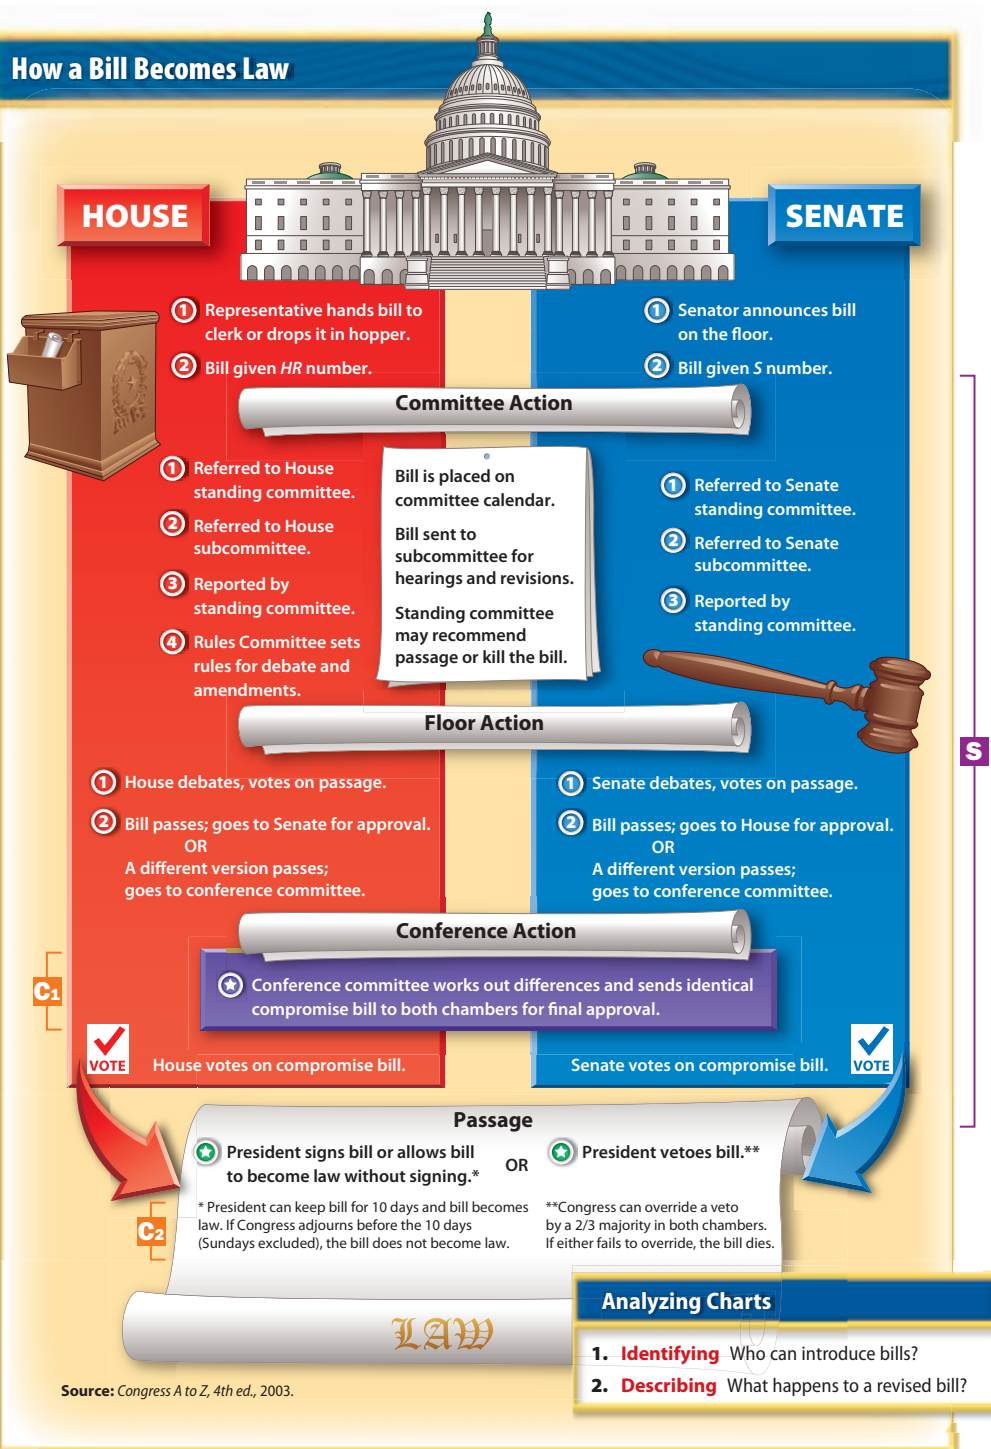 How a Bill Becomes Law
HOUSE
SENATE
1 Representative hands bill to
clerk or drops it in hopper.
2 Bill given HR number.
1 Senator announces bill
on the floor.
2 Bill given S number.
Committee Action
1 Referred to House
standing committee.
2 Referred to House
subcommittee.
3 Reported by
standing committee.
4 Rules Committee sets
rules for debate and
amendments.
Bill is placed on
committee calendar.
Bill sent to
subcommittee for
hearings and revisions.
Standing committee
may recommend
passage or kill the bill.
1 Referred to Senate
standing committee.
2 Referred to Senate
subcommittee.
3 Reported by
standing committee.
Floor Action
S
1 House debates, votes on passage.
2 Bill passes; goes to Senate for approval.
OR
A different version passes;
goes to conference committee.
1 Senate debates, votes on passage.
2 Bill passes; goes to House for approval.
OR
A different version passes;
goes to conference committee.
Conference Action
C1
Conference committee works out differences and sends identical
compromise bill to both chambers for final approval.
VOTE
House votes on compromise bill.
Senate votes on compromise bill.
VOTE
Passage
President signs bill or allows bill
to become law without signing.*
OR
President vetoes bill.**
C2
* President can keep bill for 10 days and bill becomes
law. If Congress adjourns before the 10 days
(Sundays excluded), the bill does not become law.
**Congress can override a veto
by a 2/3 majority in both chambers.
If either fails to override, the bill dies.
LAW
Analyzing Charts
1. Identifying Who can introduce bills?
2. Describing What happens to a revised bill?
Source: Congress A to Z, 4th ed., 2003.